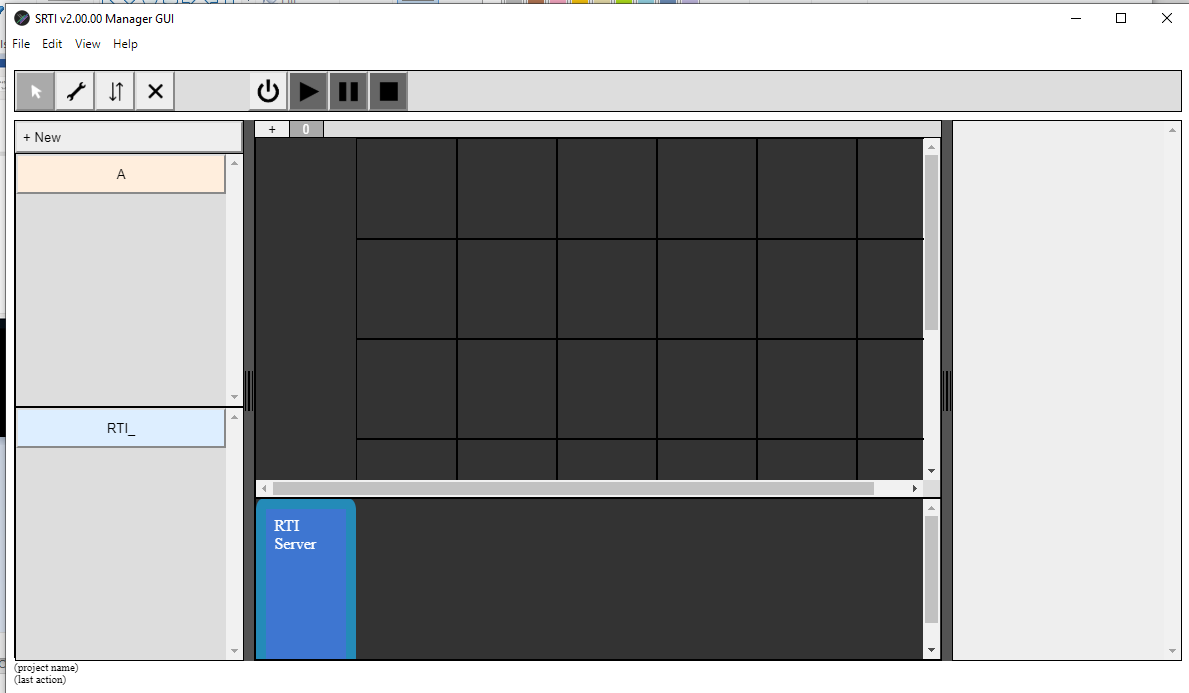 SRTI v2.00.00 Manager GUI
File Edit View Help
+ New
+ 0
A
RTI_
RTI
Server
(project name)
(last action)